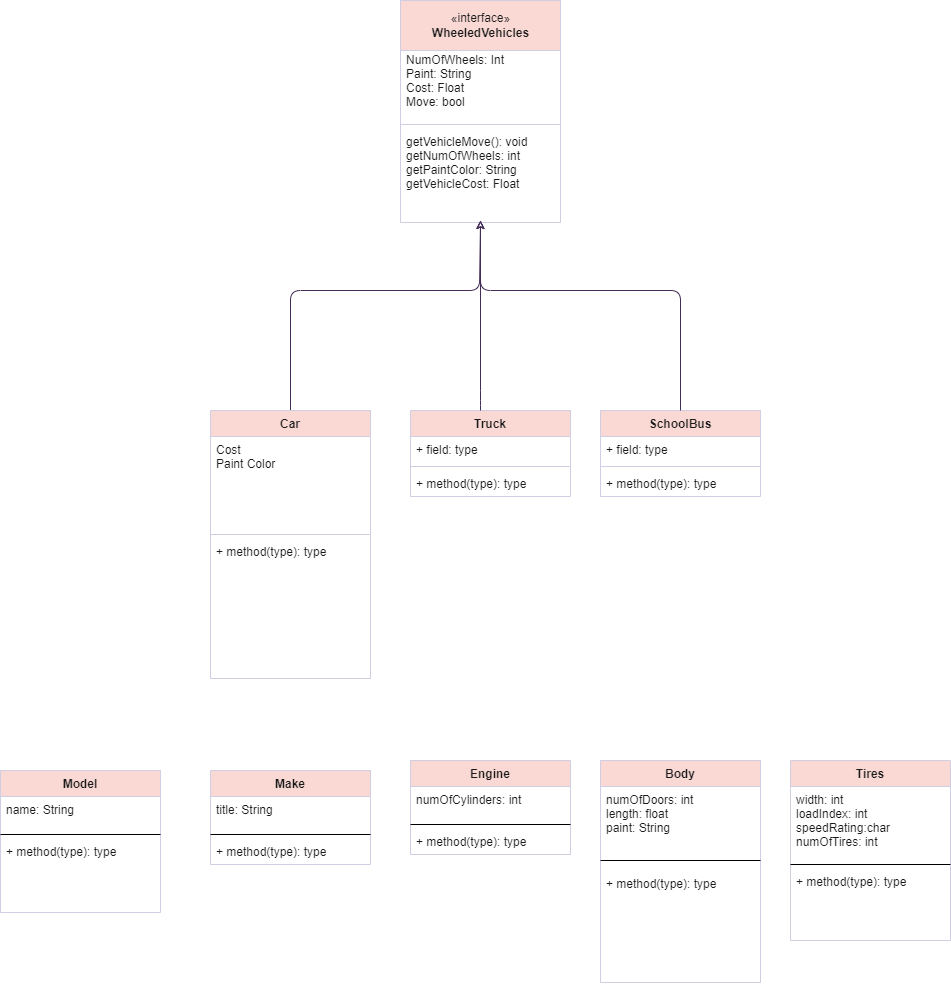 «interface»
WheeledVehicles
NumOfWheels: Int
Paint: String
Cost: Float
Move: bool
getVehicleMove(): void
getNumOfWheels: int
getPaintColor: String
getVehicleCost: Float
Car
Cost
Paint Color
+ method(type): type
Truck
+ field: type
+ method(type): type
SchoolBus
+ field: type
+ method(type): type
Model
name: String
+ method(type): type
Make
title: String
+ method(type): type
Engine
numOfCylinders: int
+ method(type): type
Body
numOfDoors: int
length: float
paint: String
+ method(type): type
Tires
width: int
loadIndex: int
speedRating:char
numOfTires: int
+ method(type): type